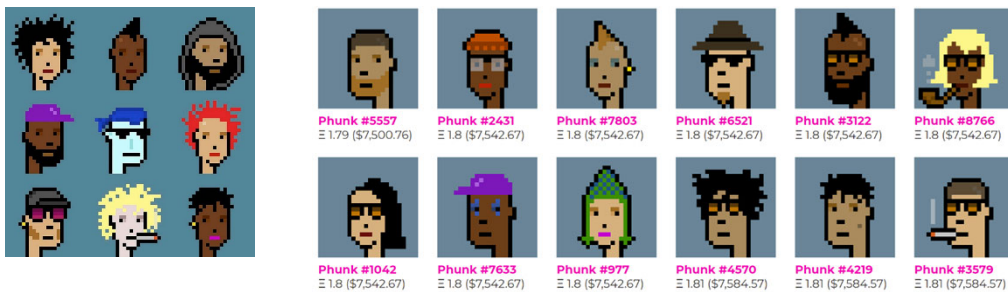 Phunk #5557
Ξ 1.79 ($7,500.76)
Phunk #2431
Ξ 1.8 ($7,542.67)
Phunk #7803
Ξ 1.8 ($7,542.67)
Phunk #6521
Ξ 1.8 ($7,542.67)
Phunk #3122
Ξ 1.8 ($7,542.67)
Phunk #8766
Ξ 1.8 ($7,542.67)
Phunk #1042
Ξ 1.8 ($7,542.67)
Phunk #7633
Ξ 1.8 ($7,542.67)
Phunk #977
Ξ 1.8 ($7,542.67)
Phunk #4570
Ξ 1.81 ($7,584.57)
Phunk #4219
Ξ 1.81 ($7,584.57)
Phunk #3579
Ξ 1.81 ($7,584.57)